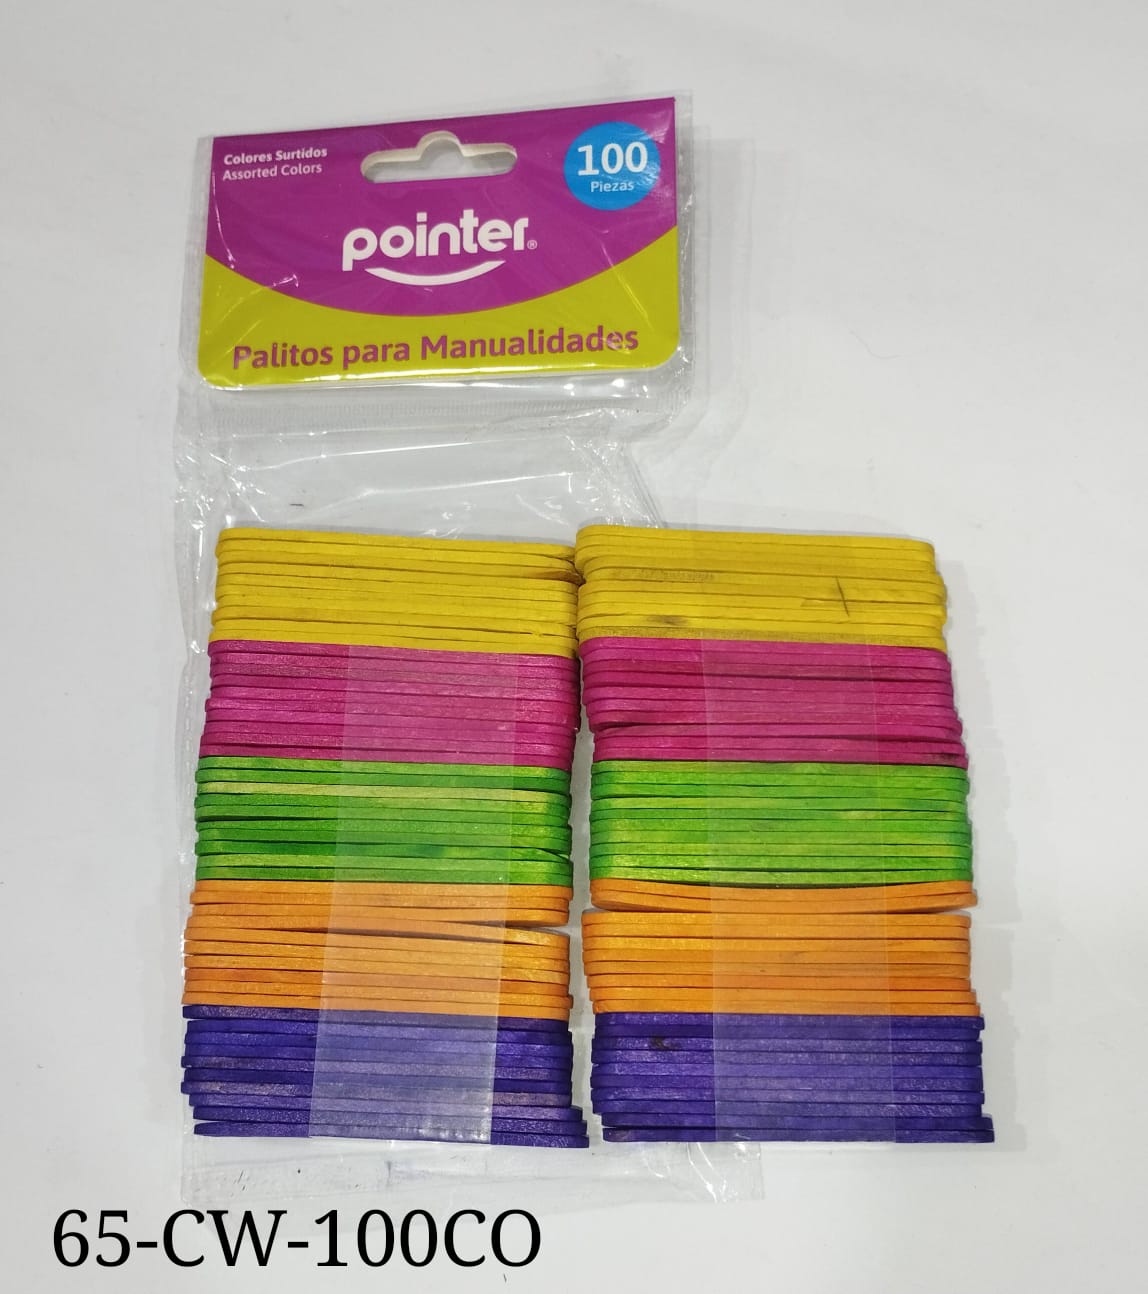 Colores Surtidos
Assorted Colors
100
Piezas
pointer®
Palitos para Manualidades
65-CW-100CO